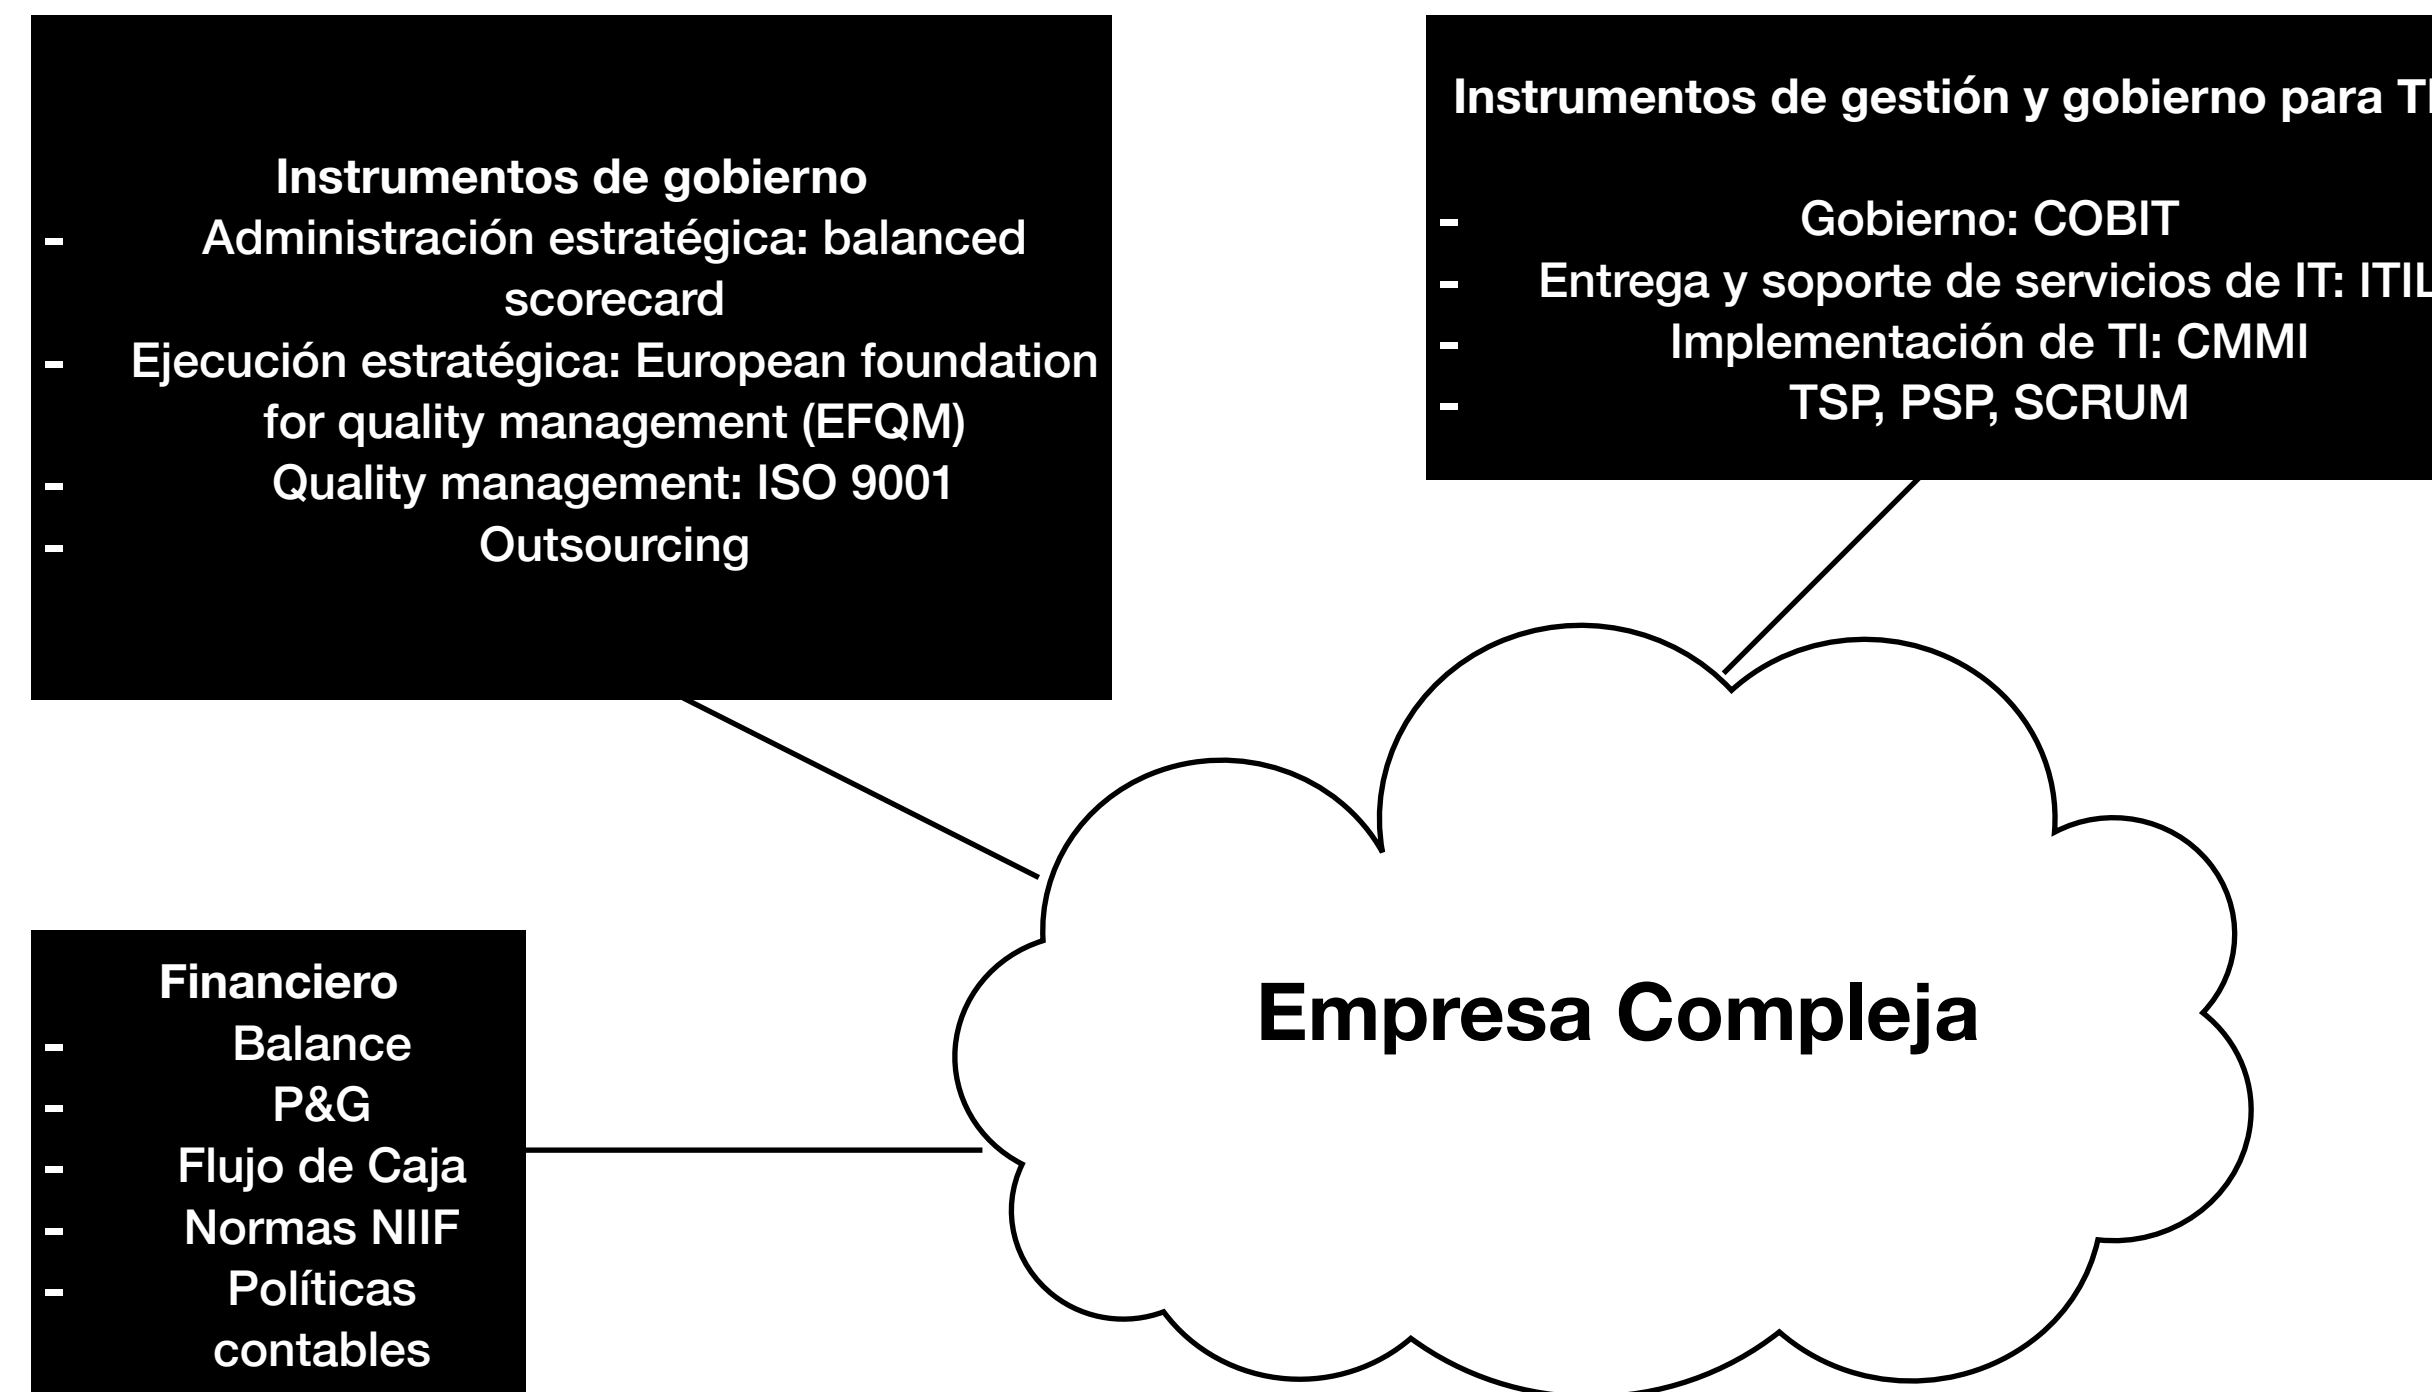 Instrumentos de gobierno
- Administración estratégica: balanced
scorecard
- Ejecución estratégica: European foundation
for quality management (EFQM)
- Quality management: ISO 9001
- Outsourcing
Instrumentos de gestión y gobierno para TI
- Gobierno: COBIT
- Entrega y soporte de servicios de IT: ITIL
- Implementación de TI: CMMI
- TSP, PSP, SCRUM
Financiero
- Balance
- P&G
- Flujo de Caja
- Normas NIIF
- Políticas
contables
Empresa Compleja